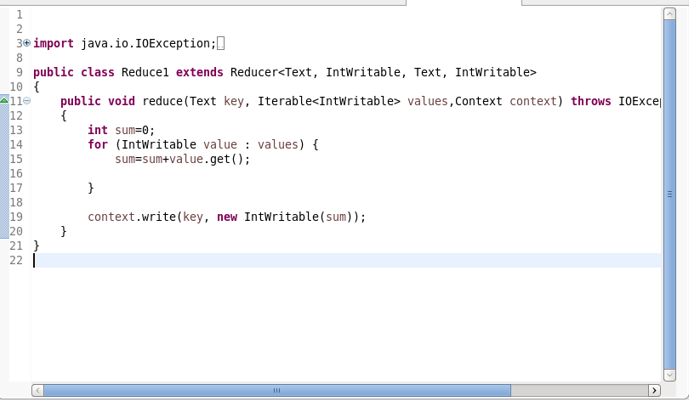 1
2
3 import java.io.IOException;
8
9 public class Reduce1 extends Reducer<Text, IntWritable, Text, IntWritable>
10 {
11 public void reduce(Text key, Iterable<IntWritable> values,Context context) throws IOExcep
12 {
13 int sum=0;
14 for (IntWritable value : values) {
15 sum=sum+value.get();
16
17 }
18
19 context.write(key, new IntWritable(sum));
20 }
21 }
22